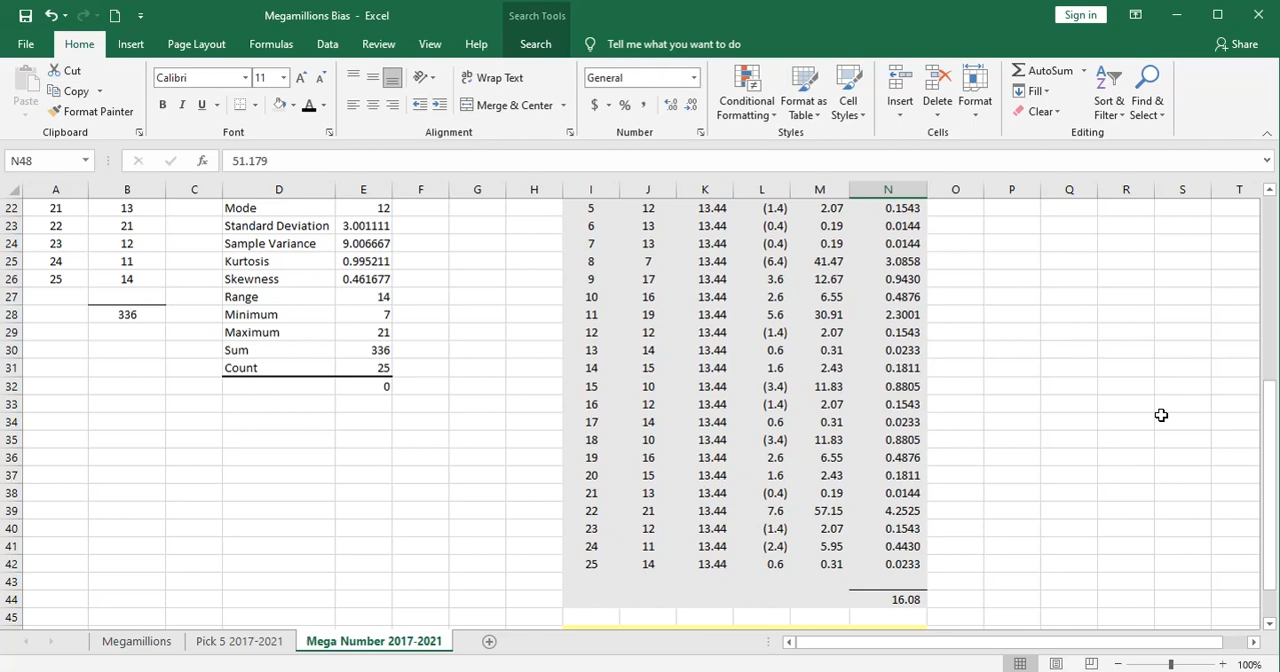 Megamillions Bias - Excel
Search Tools
Sign in
File Home Insert Page Layout Formulas Data Review View Help Search Tell me what you want to do Share
Paste
Cut
Copy
Format Painter
Clipboard
Calibri 11
B I U
Font
Wrap Text
Merge & Center
Alignment
General
$ % ,
Number
Conditional Formatting
Format as Table
Cell Styles
Styles
Insert
Delete
Format
Cells
AutoSum
Fill
Clear
Sort & Filter
Find & Select
Editing
N48 fx 51.179
A B C D E F G H I J K L M N O P Q R S T
22 21 13 Mode 12 5 12 13.44 (1.4) 2.07 0.1543
23 22 21 Standard Deviation 3.001111 6 13 13.44 (0.4) 0.19 0.0144
24 23 12 Sample Variance 9.006667 7 13 13.44 (0.4) 0.19 0.0144
25 24 11 Kurtosis 0.995211 8 7 13.44 (6.4) 41.47 3.0858
26 25 14 Skewness 0.461677 9 17 13.44 3.6 12.67 0.9430
27 Range 14 10 16 13.44 2.6 6.55 0.4876
28 336 Minimum 7 11 19 13.44 5.6 30.91 2.3001
29 Maximum 21 12 12 13.44 (1.4) 2.07 0.1543
30 Sum 336 13 14 13.44 0.6 0.31 0.0233
31 Count 25 14 15 13.44 1.6 2.43 0.1811
32 0 15 10 13.44 (3.4) 11.83 0.8805
33 16 12 13.44 (1.4) 2.07 0.1543
34 17 14 13.44 0.6 0.31 0.0233
35 18 10 13.44 (3.4) 11.83 0.8805
36 19 16 13.44 2.6 6.55 0.4876
37 20 15 13.44 1.6 2.43 0.1811
38 21 13 13.44 (0.4) 0.19 0.0144
39 22 21 13.44 7.6 57.15 4.2525
40 23 12 13.44 (1.4) 2.07 0.1543
41 24 11 13.44 (2.4) 5.95 0.4430
42 25 14 13.44 0.6 0.31 0.0233
43
44 16.08
45
Megamillions Pick 5 2017-2021 Mega Number 2017-2021
100%